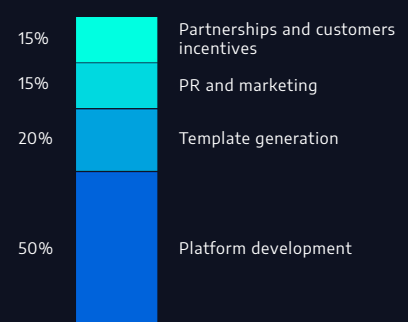 15%
Partnerships and customers
incentives
15%
PR and marketing
20%
Template generation
50%
Platform development